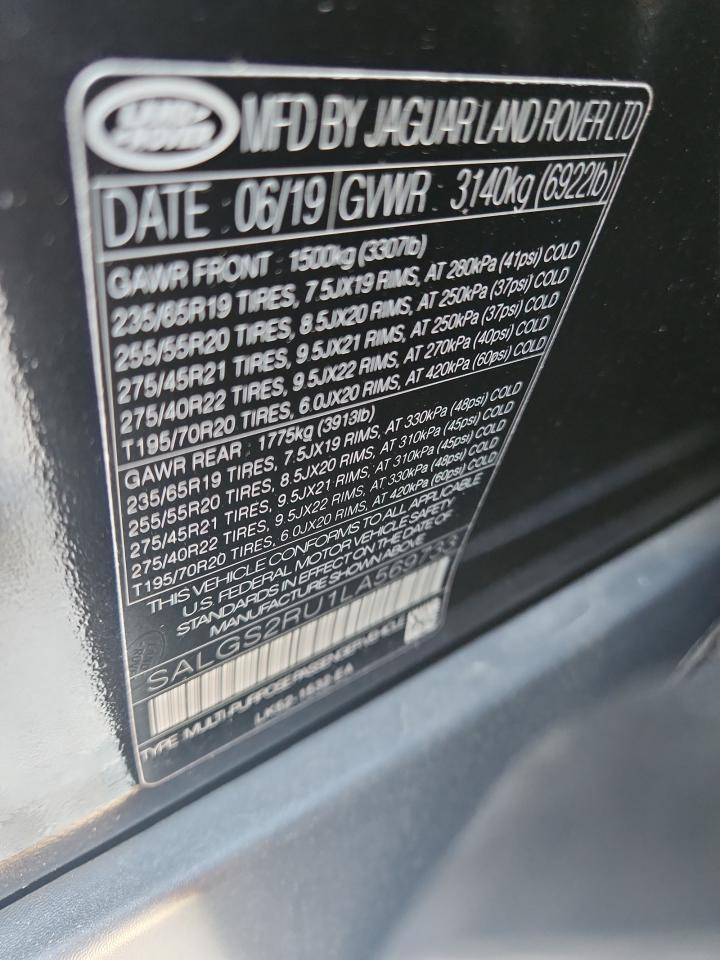 LAND ROVER
MFD BY JAGUAR LAND ROVER LTD
DATE : 06/19 GVWR : 3140kg (6922lb)
GAWR FRONT : 1500kg (3307lb)
235/65R19 TIRES, 7.5JX19 RIMS, AT 280kPa (41psi) COLD
255/55R20 TIRES, 8.5JX20 RIMS, AT 250kPa (37psi) COLD
275/45R21 TIRES, 9.5JX21 RIMS, AT 250kPa (37psi) COLD
275/40R22 TIRES, 9.5JX22 RIMS, AT 270kPa (40psi) COLD
T195/70R20 TIRES, 6.0JX20 RIMS, AT 420kPa (60psi) COLD
GAWR REAR : 1775kg (3913lb)
235/65R19 TIRES, 7.5JX19 RIMS, AT 330kPa (48psi) COLD
255/55R20 TIRES, 8.5JX20 RIMS, AT 310kPa (45psi) COLD
275/45R21 TIRES, 9.5JX21 RIMS, AT 310kPa (45psi) COLD
275/40R22 TIRES, 9.5JX22 RIMS, AT 330kPa (48psi) COLD
T195/70R20 TIRES, 6.0JX20 RIMS, AT 420kPa (60psi) COLD
THIS VEHICLE CONFORMS TO ALL APPLICABLE
U.S. FEDERAL MOTOR VEHICLE SAFETY
STANDARDS IN EFFECT ON THE DATE OF
MANUFACTURE SHOWN ABOVE
SALGS2RU1LA569733
TYPE: MULTI PURPOSE PASSENGER VEHICLE